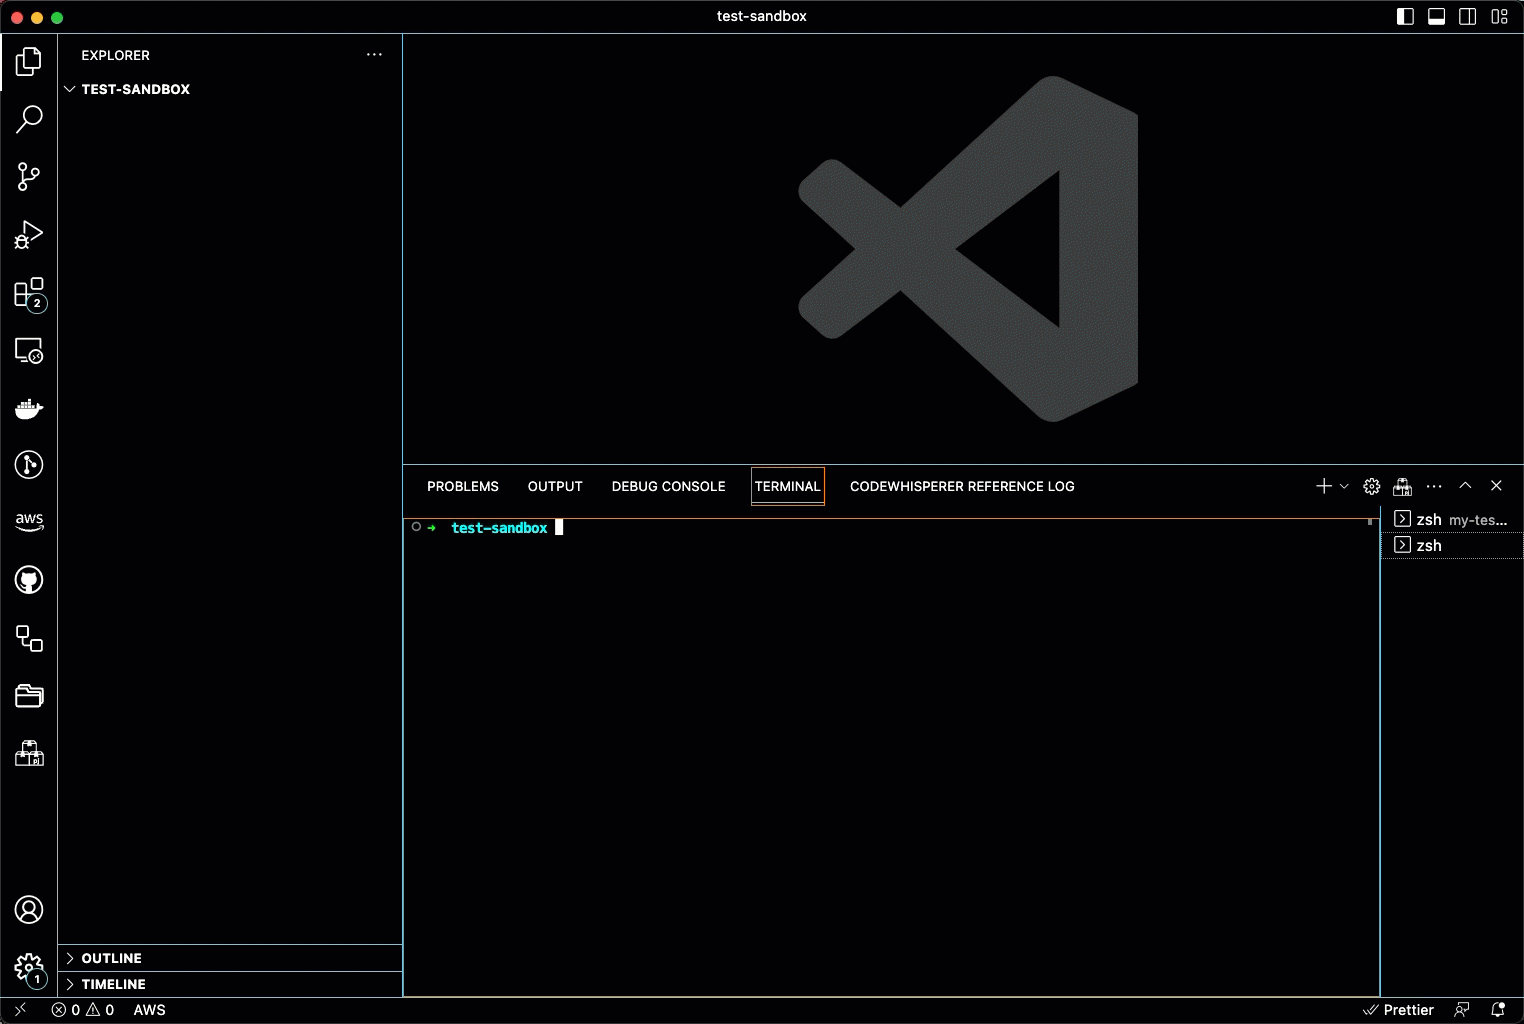 test-sandbox
EXPLORER
TEST-SANDBOX
2
aws
pj
1
OUTLINE
TIMELINE
PROBLEMS OUTPUT DEBUG CONSOLE TERMINAL CODEWHISPERER REFERENCE LOG
test-sandbox
zsh my-tes...
zsh
0 0 AWS Prettier